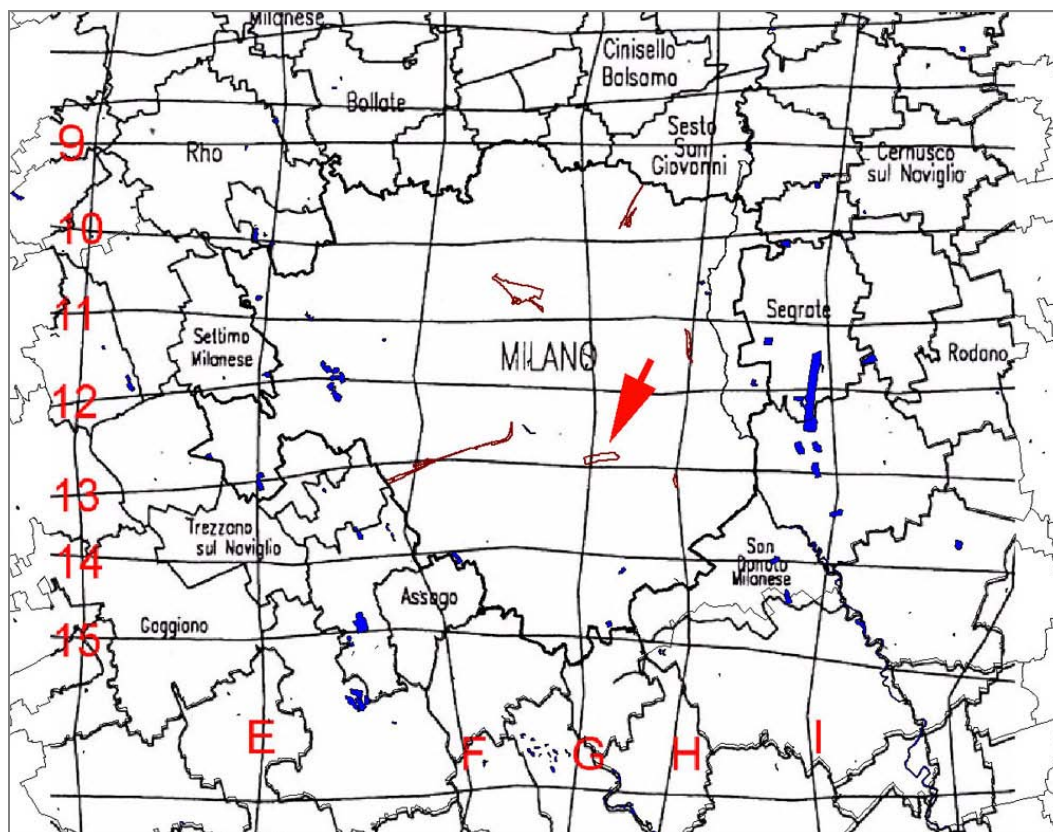 Milanese
Cinisello
Balsamo
Bollate
Sesto
San
Giovanni
9
Rho
Cernusco
sul Naviglio
10
11
Segrate
Settimo
Milanese
MILANO
Rodano
12
13
Trezzano
sul Naviglio
San
Donato
Milanese
14
Assago
Gaggiano
15
E
F
G
H
I